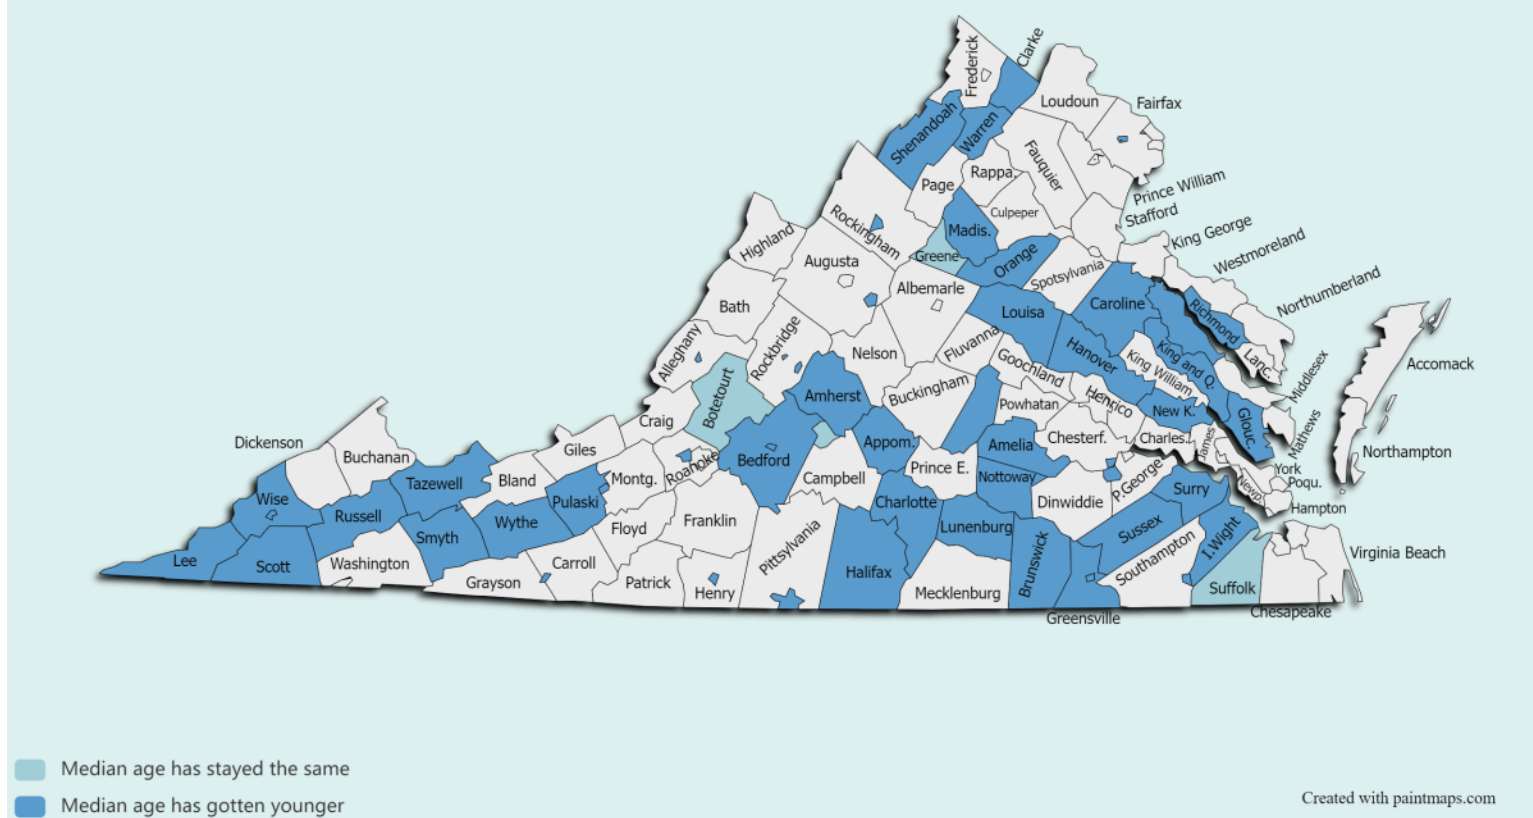 Frederick
Clarke
Loudoun
Fairfax
Shenandoah
Warren
Fauquier
Rappa.
Page
Prince William
Stafford
Culpeper
Madis.
King George
Rockingham
Highland
Westmoreland
Greene
Orange
Augusta
Spotsylvania
Northumberland
Albemarle
Bath
Caroline
Louisa
Richmond
Rockbridge
Alleghany
Nelson
Fluvanna
Hanover
King and Q.
Lanc.
Accomack
Goochland
King William
Middlesex
Botetourt
Amherst
Buckingham
Henrico
Powhatan
New K.
Craig
Glouc.
Mathews
Dickenson
Buchanan
Giles
Appom.
Amelia
Chesterf.
Charles.
James
Northampton
Bedford
Roanoke
Prince E.
York
Tazewell
Bland
Montg.
Campbell
Nottoway
P.George
Poqu.
Newp.
Wise
Pulaski
Charlotte
Dinwiddie
Surry
Hampton
Russell
Wythe
Franklin
Floyd
Lunenburg
Sussex
I.Wight
Smyth
Pittsylvania
Southampton
Virginia Beach
Lee
Scott
Washington
Carroll
Halifax
Brunswick
Grayson
Patrick
Henry
Mecklenburg
Suffolk
Greensville
Chesapeake
Median age has stayed the same
Median age has gotten younger
Created with paintmaps.com